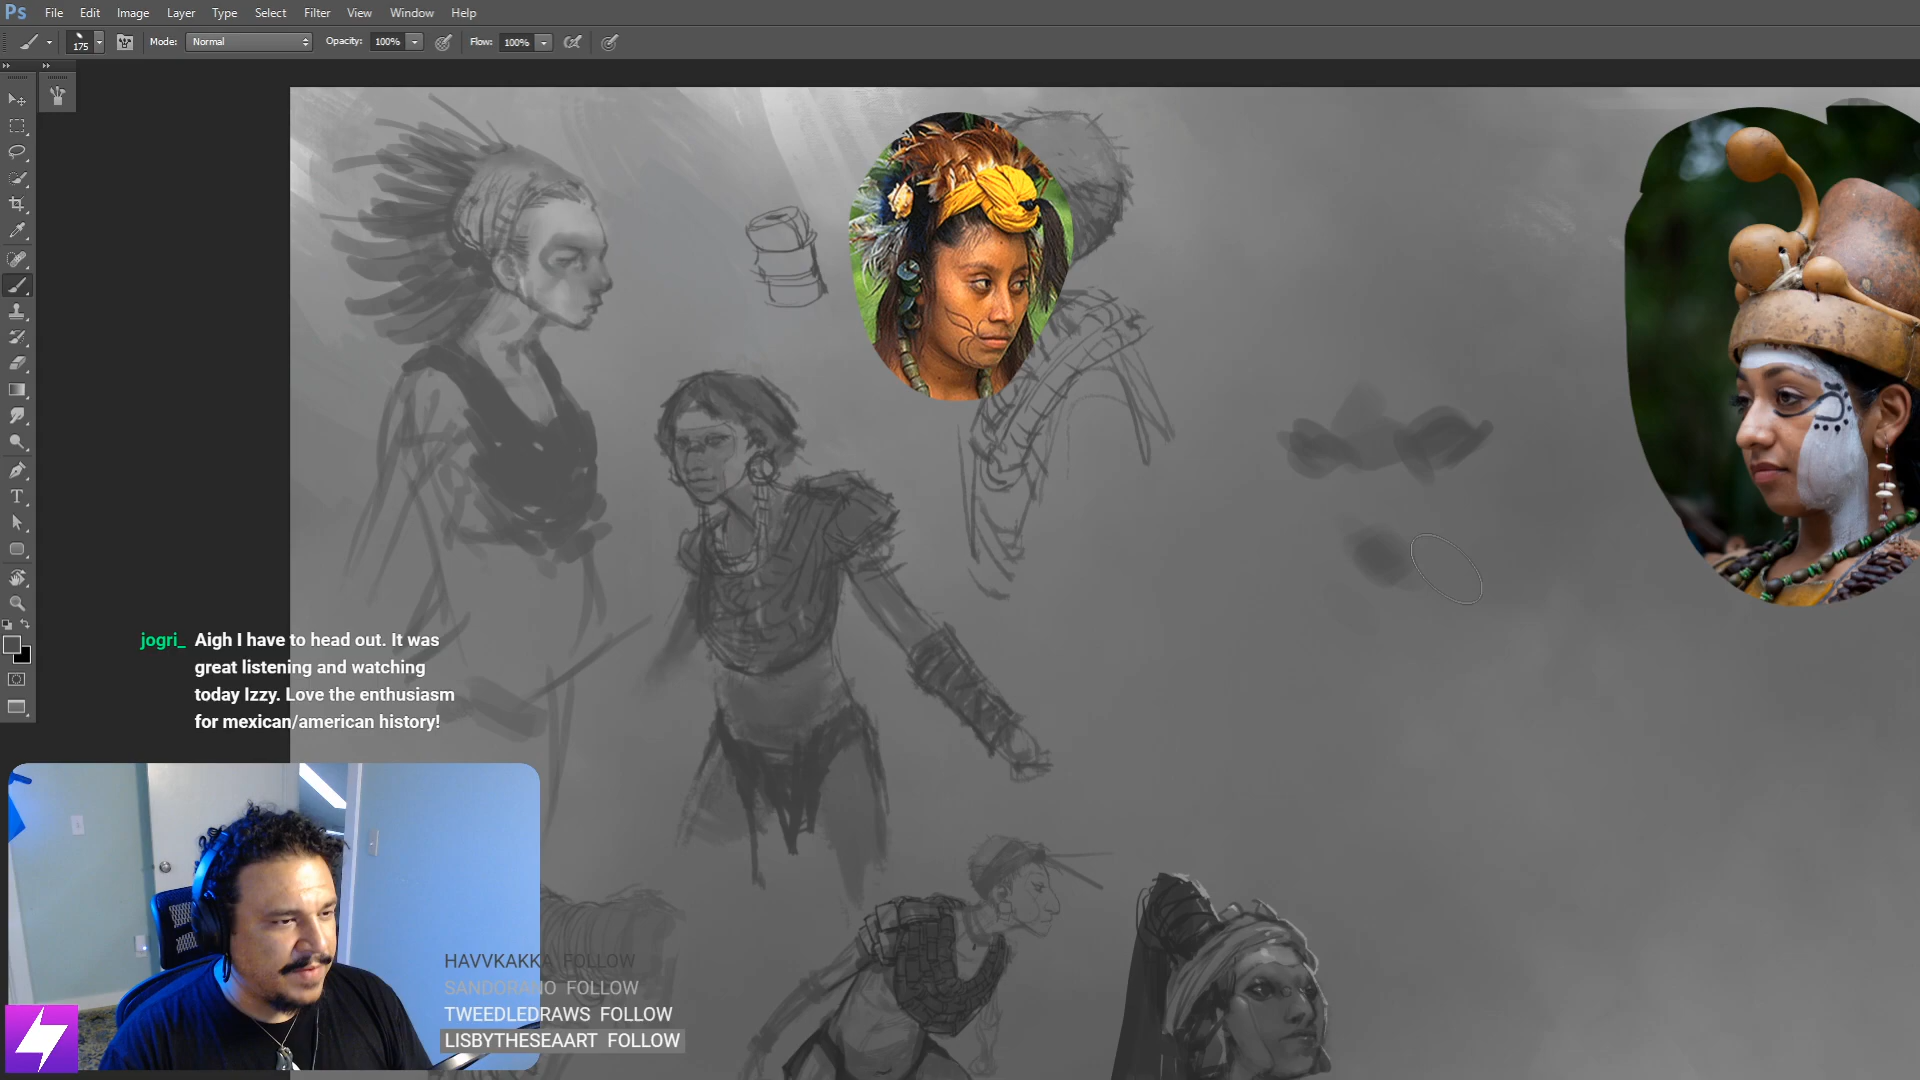 Ps File Edit Image Layer Type Select Filter View Window Help
175 Mode: Normal Opacity: 100% Flow: 100%
jogri_ Aigh I have to head out. It was
great listening and watching
today Izzy. Love the enthusiasm
for mexican/american history!
HAVVKAKKA FOLLOW
SANDORANO FOLLOW
TWEEDLEDRAWS FOLLOW
LISBYTHESEAART FOLLOW